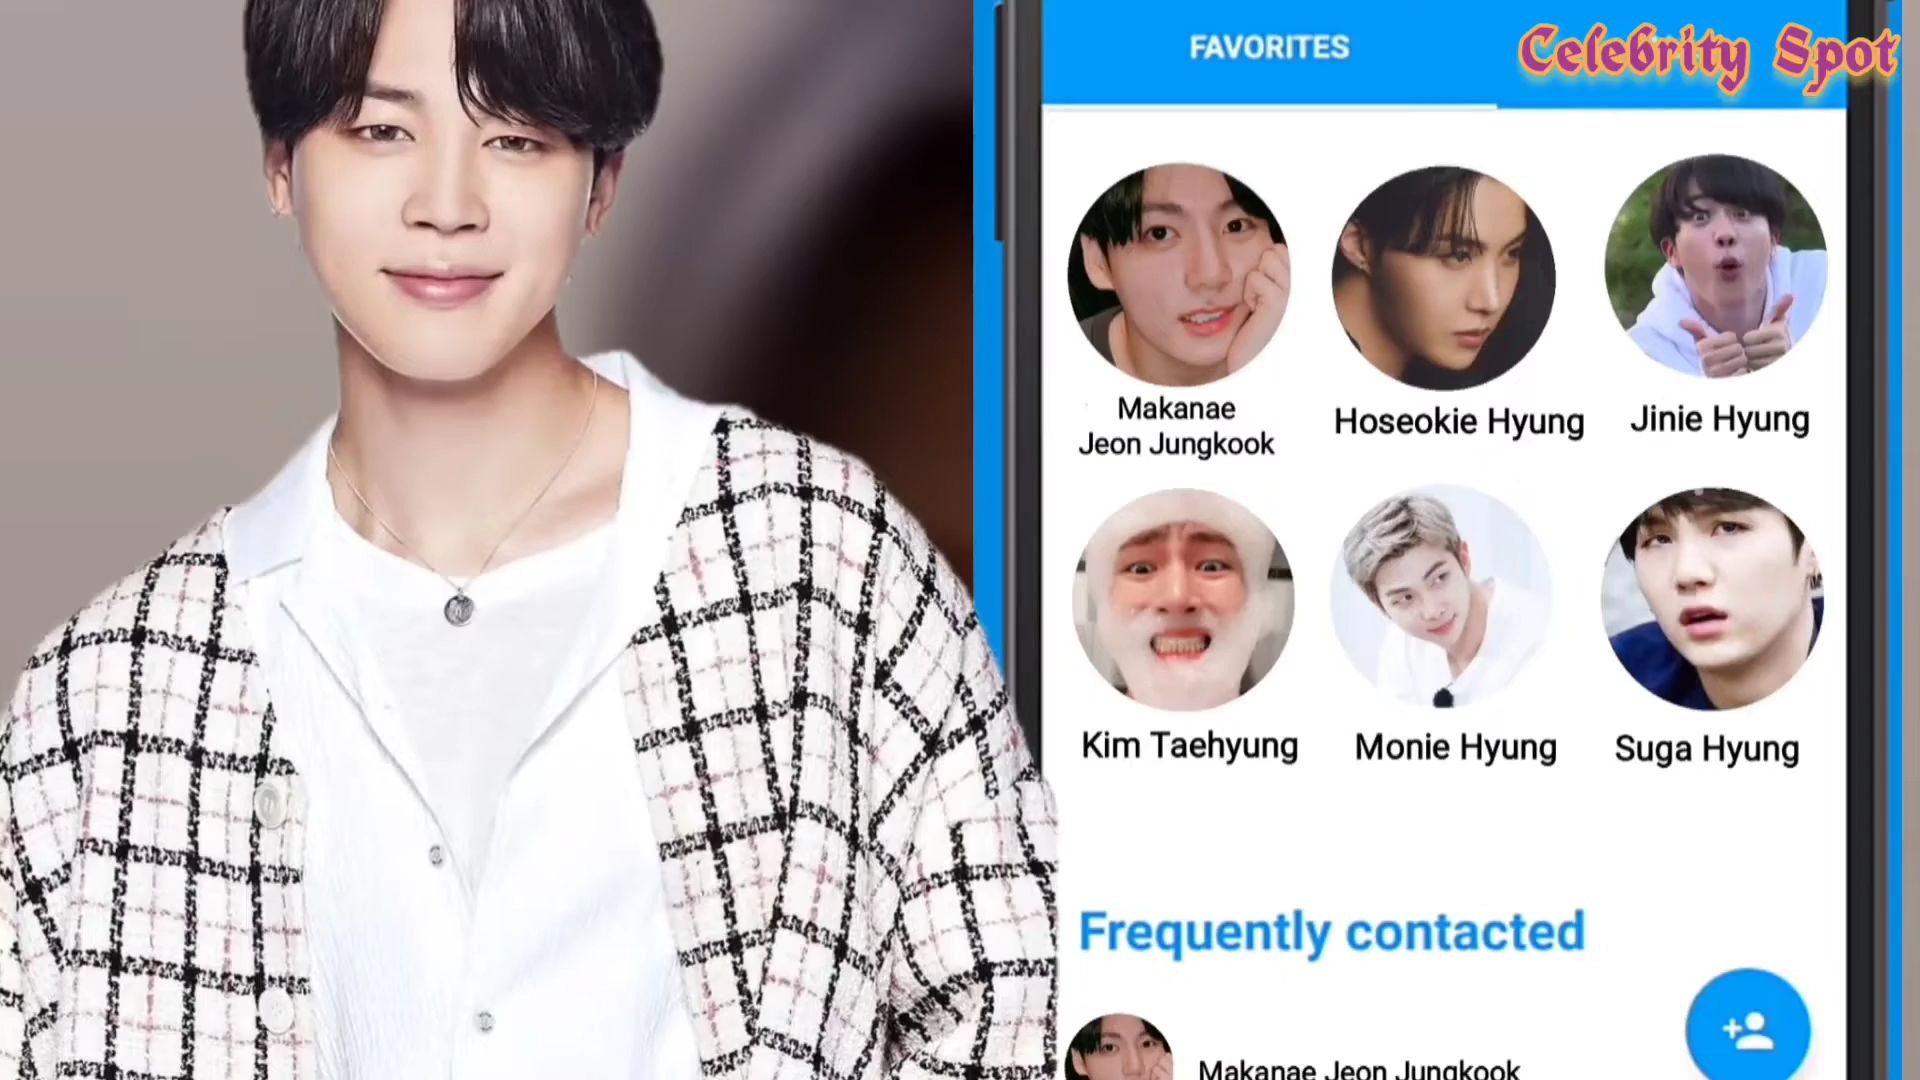 FAVORITES
Celebrity Spot
Makanae
Jeon Jungkook
Hoseokie Hyung
Jinie Hyung
Kim Taehyung
Monie Hyung
Suga Hyung
Frequently contacted
Makanae Jeon Jungkook